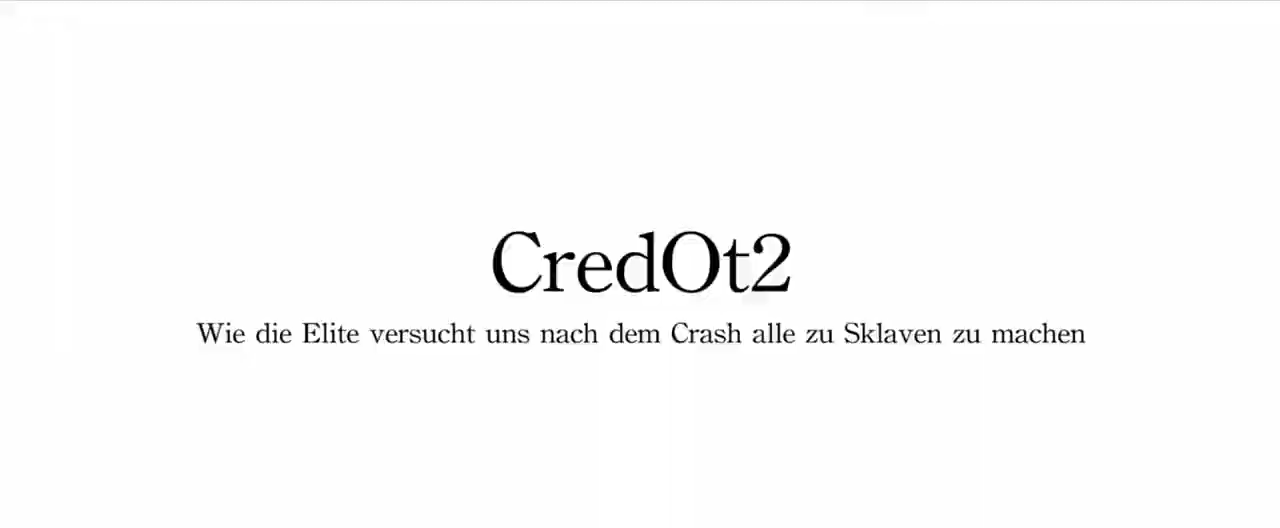 CredOt2
Wie die Elite versucht uns nach dem Crash alle zu Sklaven zu machen